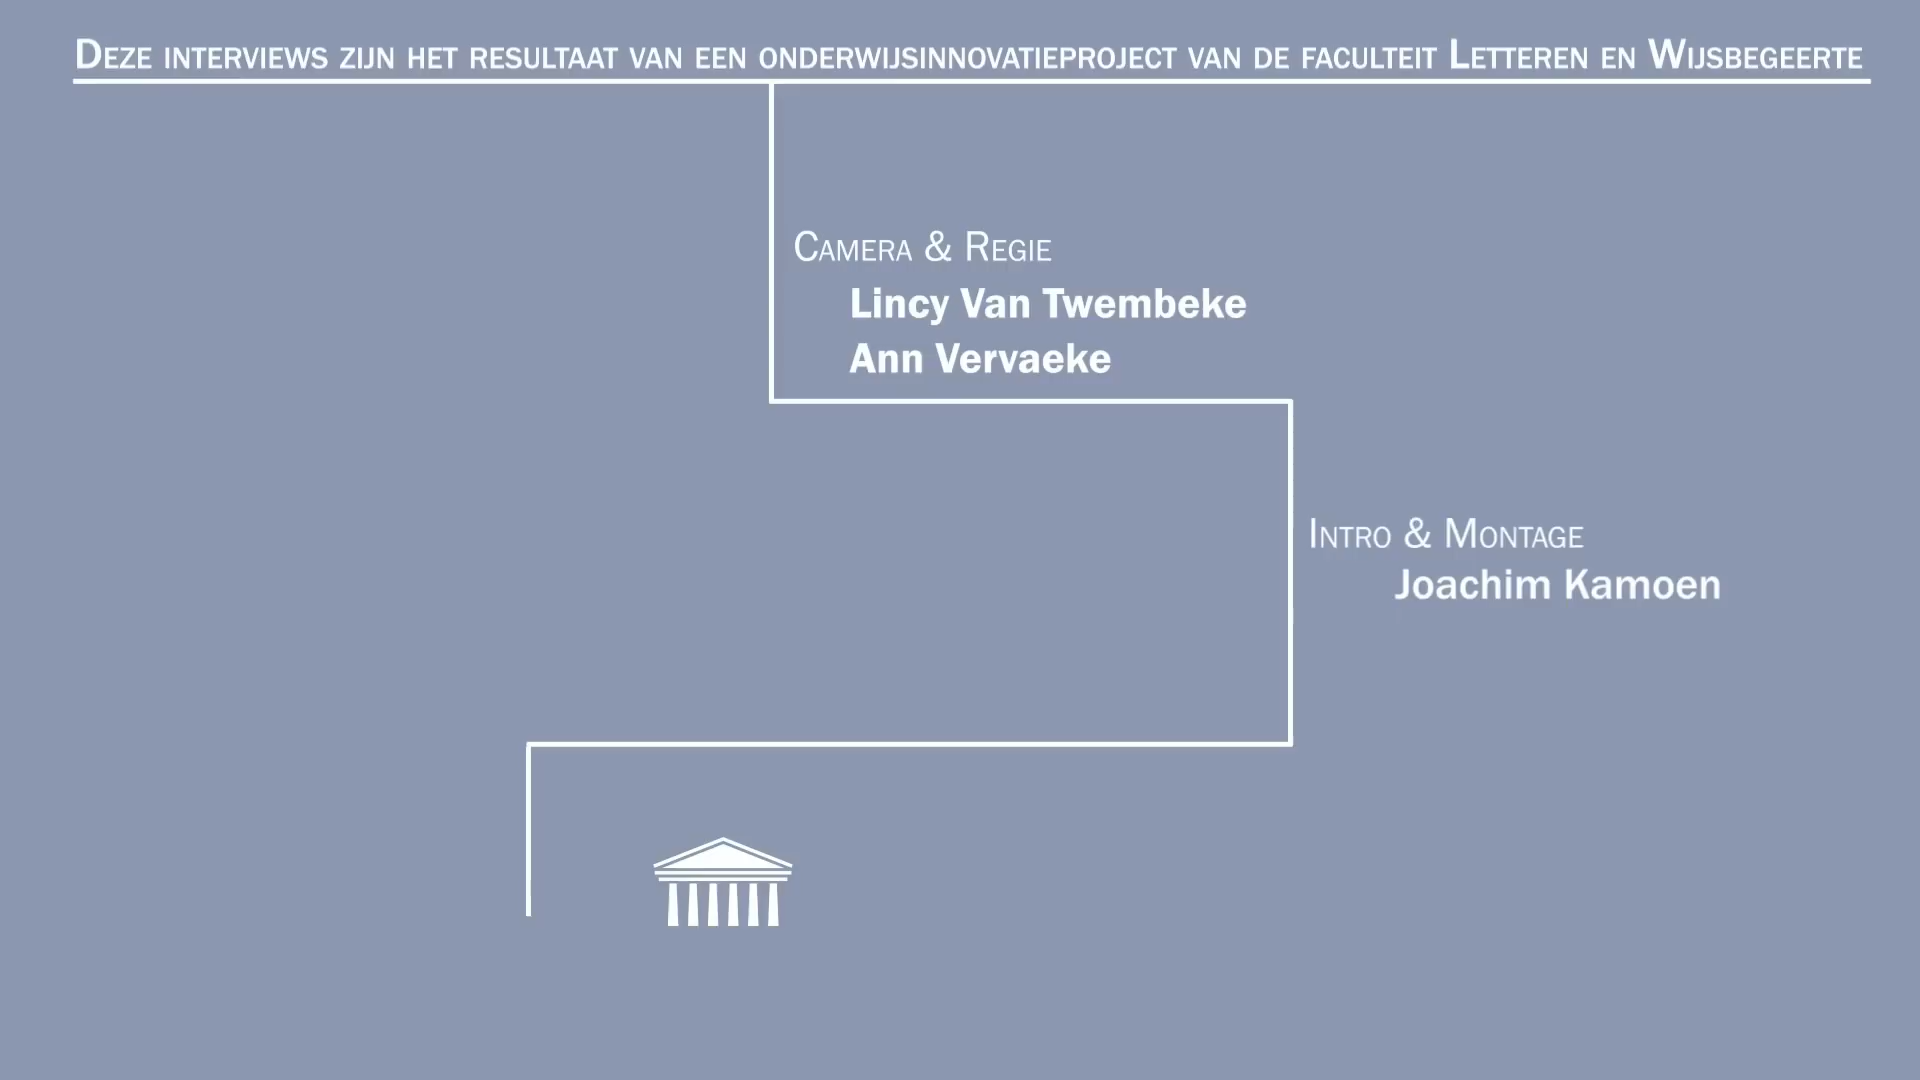 Deze interviews zijn het resultaat van een onderwijsinnovatieproject van de faculteit Letteren en Wijsbegeerte
Camera & Regie
Lincy Van Twembeke
Ann Vervaeke
Intro & Montage
Joachim Kamoen